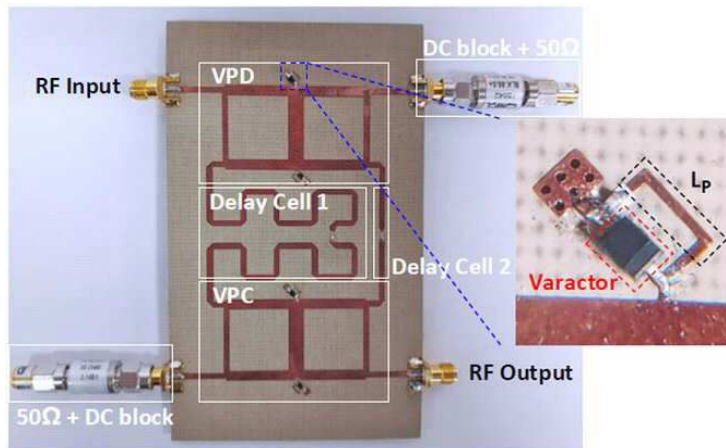 DC block + 50Ω
VPD
RF Input
L_P
Delay Cell 1
Delay Cell 2
Varactor
VPC
RF Output
50Ω + DC block